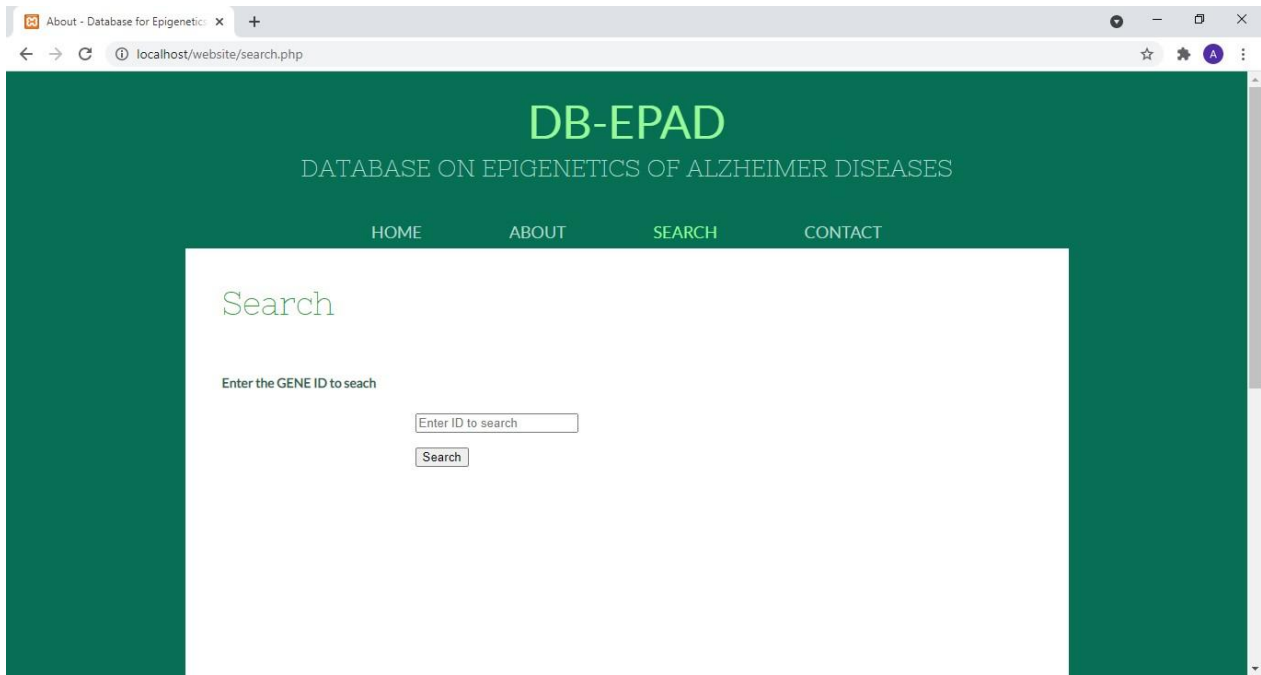 About - Database for Epigenetics
localhost/website/search.php
A
DB-EPAD
DATABASE ON EPIGENETICS OF ALZHEIMER DISEASES
HOME ABOUT SEARCH CONTACT
Search
Enter the GENE ID to seach
Enter ID to search
Search